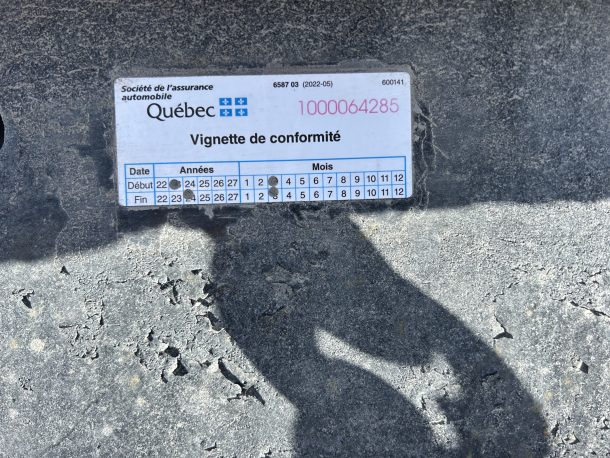 Société de l'assurance
automobile
6587 03 (2022-05)
600141
Québec
1000064285
Vignette de conformité
Date Années Mois
Début 22 24 25 26 27 1 2 4 5 6 7 8 9 10 11 12
Fin 22 23 25 26 27 1 2 4 5 6 7 8 9 10 11 12